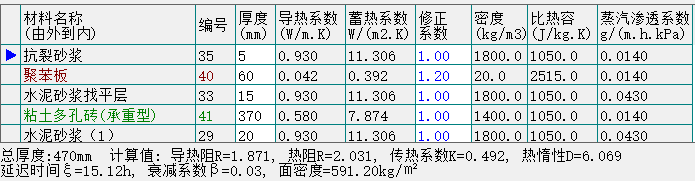 材料名称 编号 厚度 导热系数 蓄热系数 修正 密度 比热容 蒸汽渗透系数
(由外到内) (mm) (W/m.K) W/(m2.K) 系数 (kg/m3) (J/kg.K) g/(m.h.kPa)
抗裂砂浆 35 5 0.930 11.306 1.00 1800.0 1050.0 0.0140
聚苯板 40 60 0.042 0.392 1.20 20.0 2515.0 0.0140
水泥砂浆找平层 33 15 0.930 11.306 1.00 1800.0 1050.0 0.0430
粘土多孔砖(承重型) 41 370 0.580 7.874 1.00 1400.0 1050.0 0.0140
水泥砂浆（1） 29 20 0.930 11.306 1.00 1800.0 1050.0 0.0430
总厚度:470mm 计算值: 导热阻R=1.871, 热阻R=2.031, 传热系数K=0.492, 热惰性D=6.069
延迟时间ξ=15.12h, 衰减系数β=0.03, 面密度=591.20kg/m²